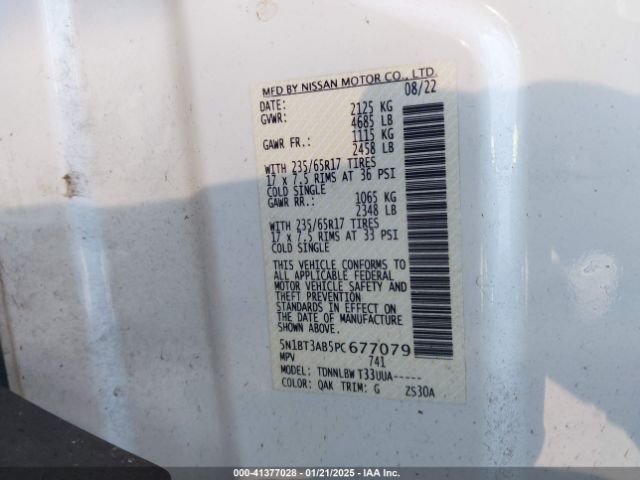 MFD BY NISSAN MOTOR CO., LTD.
DATE: 08/22
GVWR: 2125 KG
4685 LB
GAWR FR.: 1115 KG
2458 LB
WITH 235/65R17 TIRES
17 x 7.5 RIMS AT 36 PSI
COLD SINGLE
GAWR RR.: 1065 KG
2348 LB
WITH 235/65R17 TIRES
17 x 7.5 RIMS AT 33 PSI
COLD SINGLE
THIS VEHICLE CONFORMS TO
ALL APPLICABLE FEDERAL
MOTOR VEHICLE SAFETY AND
THEFT PREVENTION
STANDARDS IN EFFECT ON
THE DATE OF MANUFACTURE
SHOWN ABOVE.
5N1BT3AB5PC677079
MPV 741
MODEL: TDNNLBW T33UUA-----
COLOR: QAK TRIM: G 2S30A
000-41377028 - 01/21/2025 - IAA Inc.